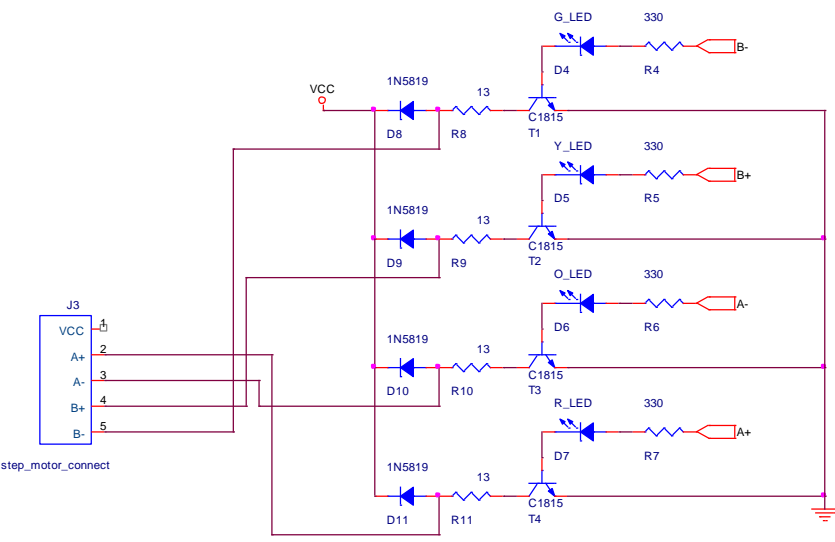 G_LED 330
B-
D4 R4
1N5819 13
VCC
C1815
D8 R8 T1
Y_LED 330
B+
D5 R5
1N5819 13
C1815
D9 R9 T2
O_LED 330
A-
D6 R6
1N5819 13
C1815
D10 R10 T3
R_LED 330
A+
D7 R7
1N5819 13
C1815
D11 R11 T4
J3
VCC 1
A+ 2
A- 3
B+ 4
B- 5
step_motor_connect